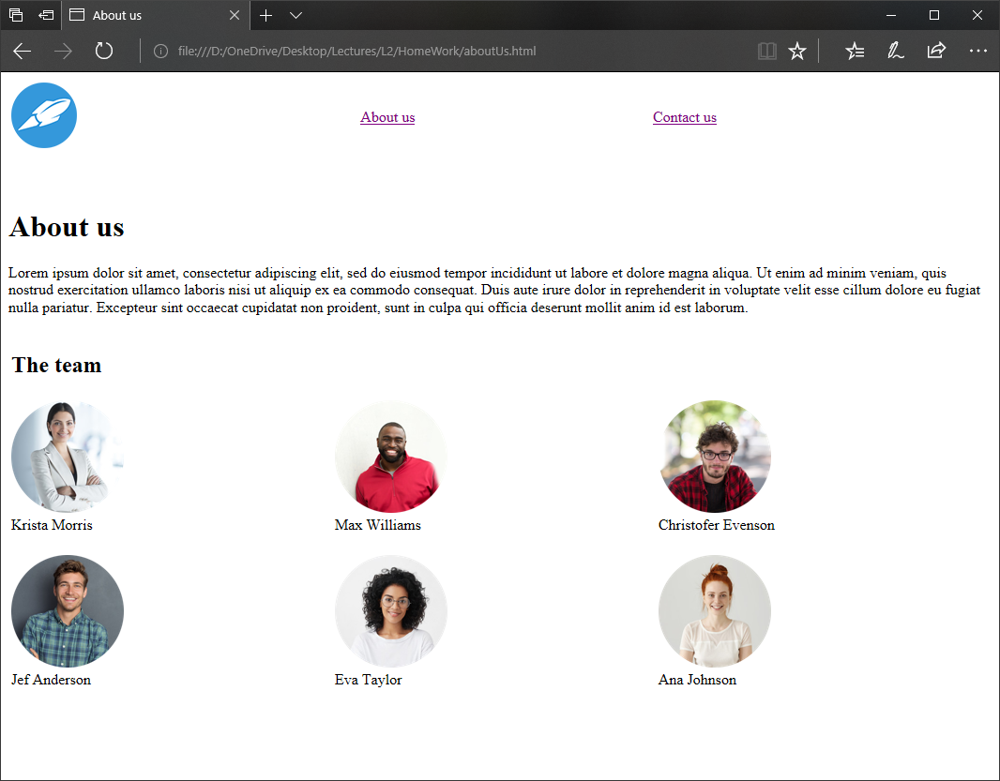 About us
file:///D:/OneDrive/Desktop/Lectures/L2/HomeWork/aboutUs.html
About us Contact us
About us
Lorem ipsum dolor sit amet, consectetur adipiscing elit, sed do eiusmod tempor incididunt ut labore et dolore magna aliqua. Ut enim ad minim veniam, quis
nostrud exercitation ullamco laboris nisi ut aliquip ex ea commodo consequat. Duis aute irure dolor in reprehenderit in voluptate velit esse cillum dolore eu fugiat
nulla pariatur. Excepteur sint occaecat cupidatat non proident, sunt in culpa qui officia deserunt mollit anim id est laborum.
The team
Krista Morris Max Williams Christofer Evenson
Jef Anderson Eva Taylor Ana Johnson